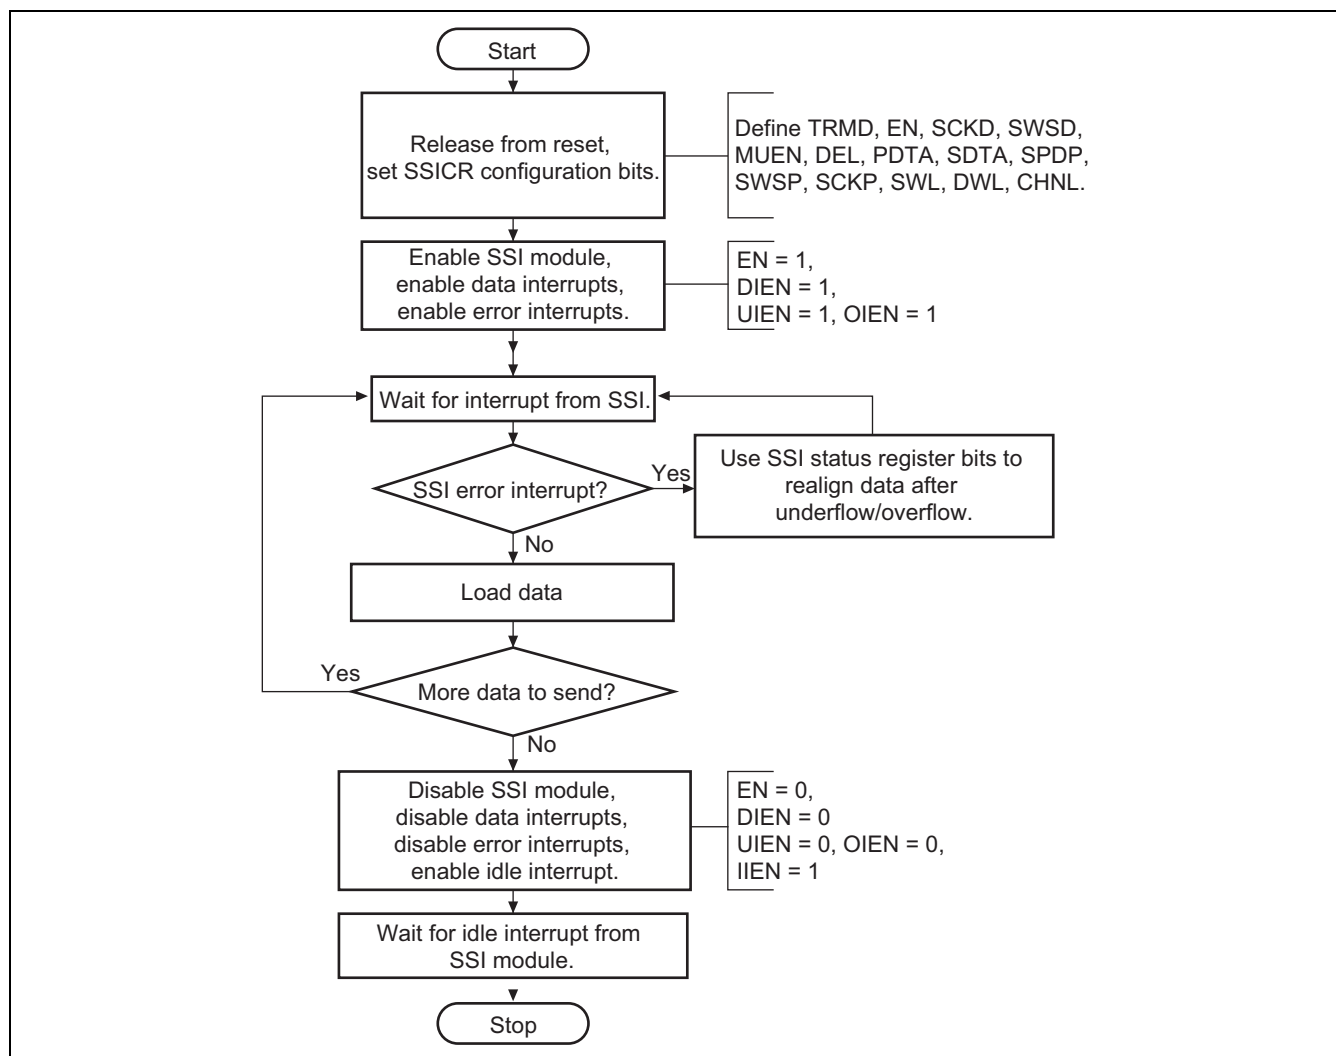 Start
Release from reset,
set SSICR configuration bits.
Define TRMD, EN, SCKD, SWSD,
MUEN, DEL, PDTA, SDTA, SPDP,
SWSP, SCKP, SWL, DWL, CHNL.
Enable SSI module,
enable data interrupts,
enable error interrupts.
EN = 1,
DIEN = 1,
UIEN = 1, OIEN = 1
Wait for interrupt from SSI.
SSI error interrupt?
Yes
Use SSI status register bits to
realign data after
underflow/overflow.
No
Load data
Yes
More data to send?
No
Disable SSI module,
disable data interrupts,
disable error interrupts,
enable idle interrupt.
EN = 0,
DIEN = 0
UIEN = 0, OIEN = 0,
IIEN = 1
Wait for idle interrupt from
SSI module.
Stop